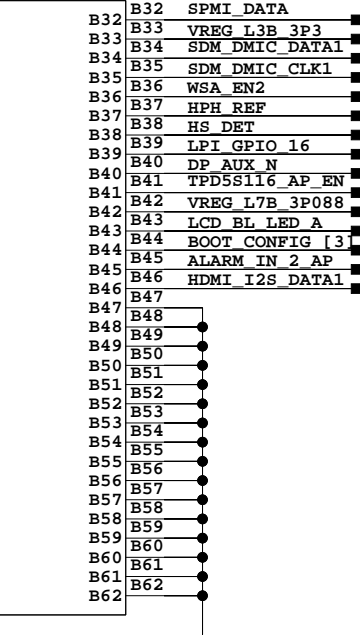 B32 B32 SPMI_DATA
B33 B33 VREG_L3B_3P3
B34 B34 SDM_DMIC_DATA1
B35 B35 SDM_DMIC_CLK1
B36 B36 WSA_EN2
B37 B37 HPH_REF
B38 B38 HS_DET
B39 B39 LPI_GPIO_16
B40 B40 DP_AUX_N
B41 B41 TPD5S116_AP_EN
B42 B42 VREG_L7B_3P088
B43 B43 LCD_BL_LED_A
B44 B44 BOOT_CONFIG [3]
B45 B45 ALARM_IN_2_AP
B46 B46 HDMI_I2S_DATA1
B47 B47
B48 B48
B49 B49
B50 B50
B51 B51
B52 B52
B53 B53
B54 B54
B55 B55
B56 B56
B57 B57
B58 B58
B59 B59
B60 B60
B61 B61
B62 B62